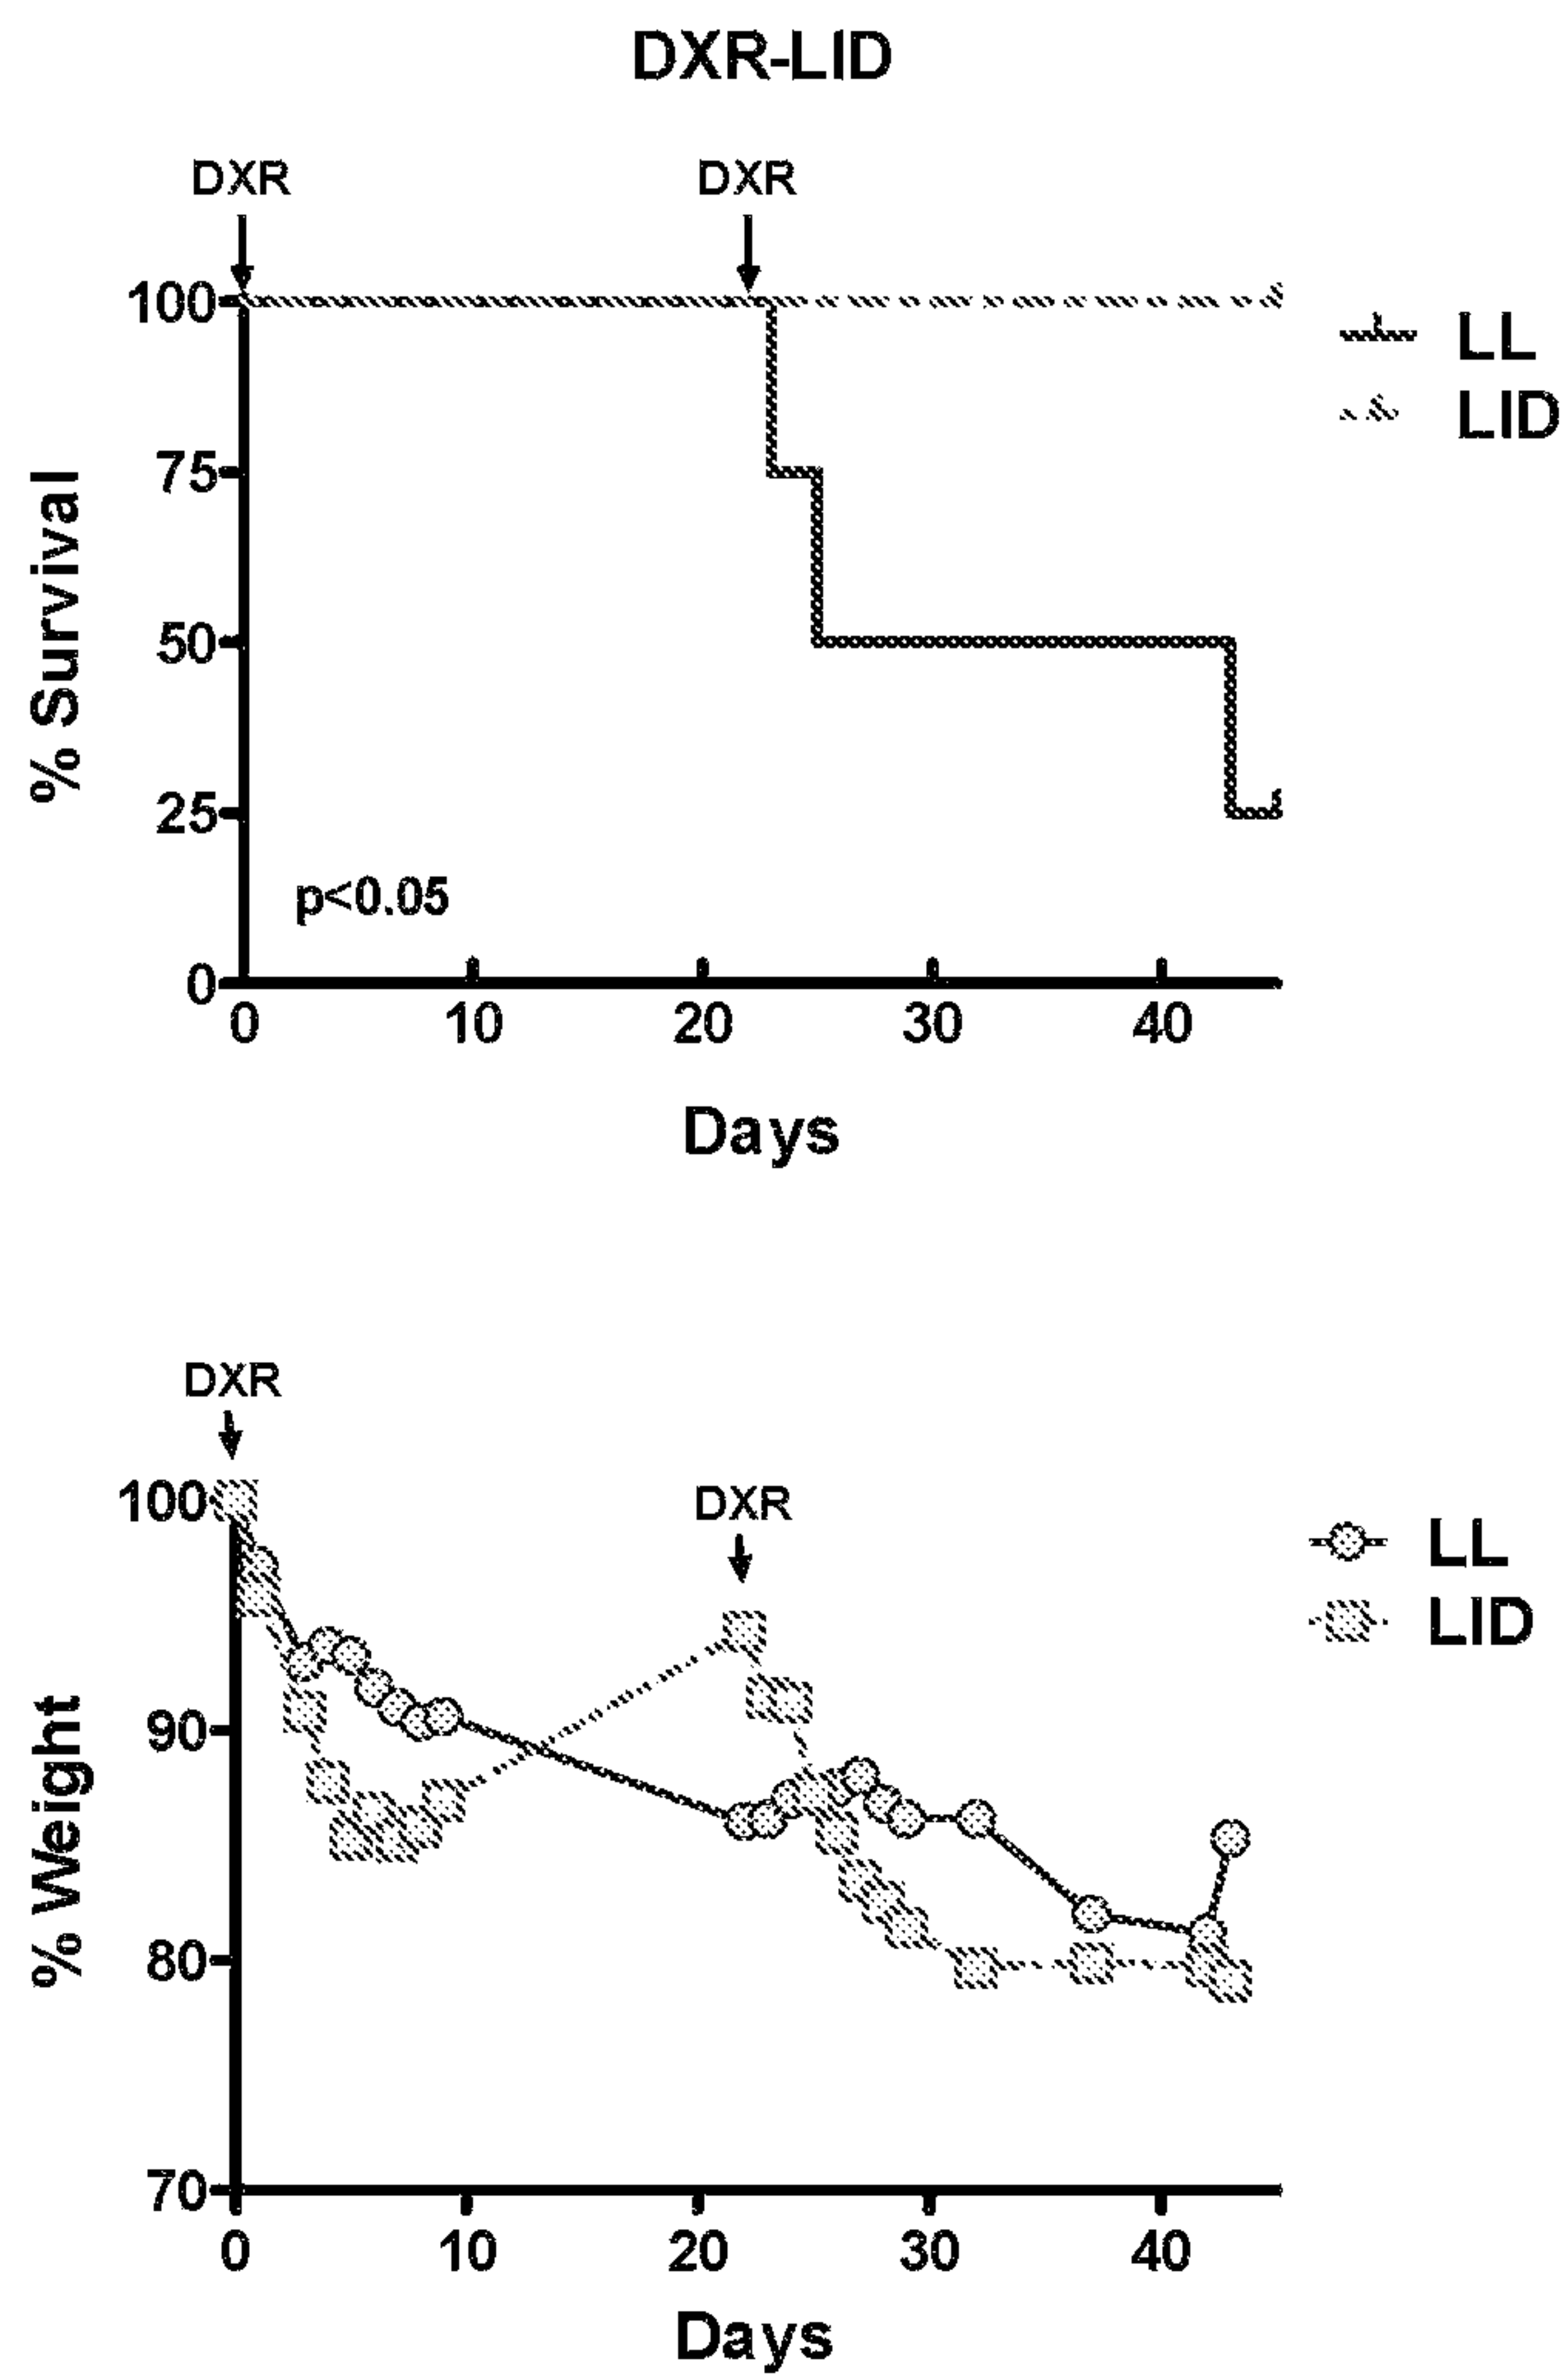 DXR-LID
DXR DXR
100
75
50
25
0
% Survival
LL
LID
p<0.05
0 10 20 30 40
Days
DXR
DXR
100
90
80
70
% Weight
LL
LID
0 10 20 30 40
Days